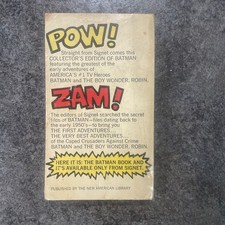 POW!
Straight from Signet comes this
COLLECTOR'S EDITION OF BATMAN
featuring the greatest of the
early adventures of
AMERICA'S #1 TV Heroes
BATMAN and THE BOY WONDER, ROBIN.
ZAM!
The editors of Signet searched the secret
files of BATMAN—files dating back to
the early 1950's—to bring you
THE FIRST ADVENTURES...
THE VERY BEST ADVENTURES...
of the Caped Crusaders Against Crime
BATMAN and THE BOY WONDER, ROBIN.
HERE IT IS: THE BATMAN BOOK AND
IT'S AVAILABLE ONLY FROM SIGNET.
PUBLISHED BY THE NEW AMERICAN LIBRARY